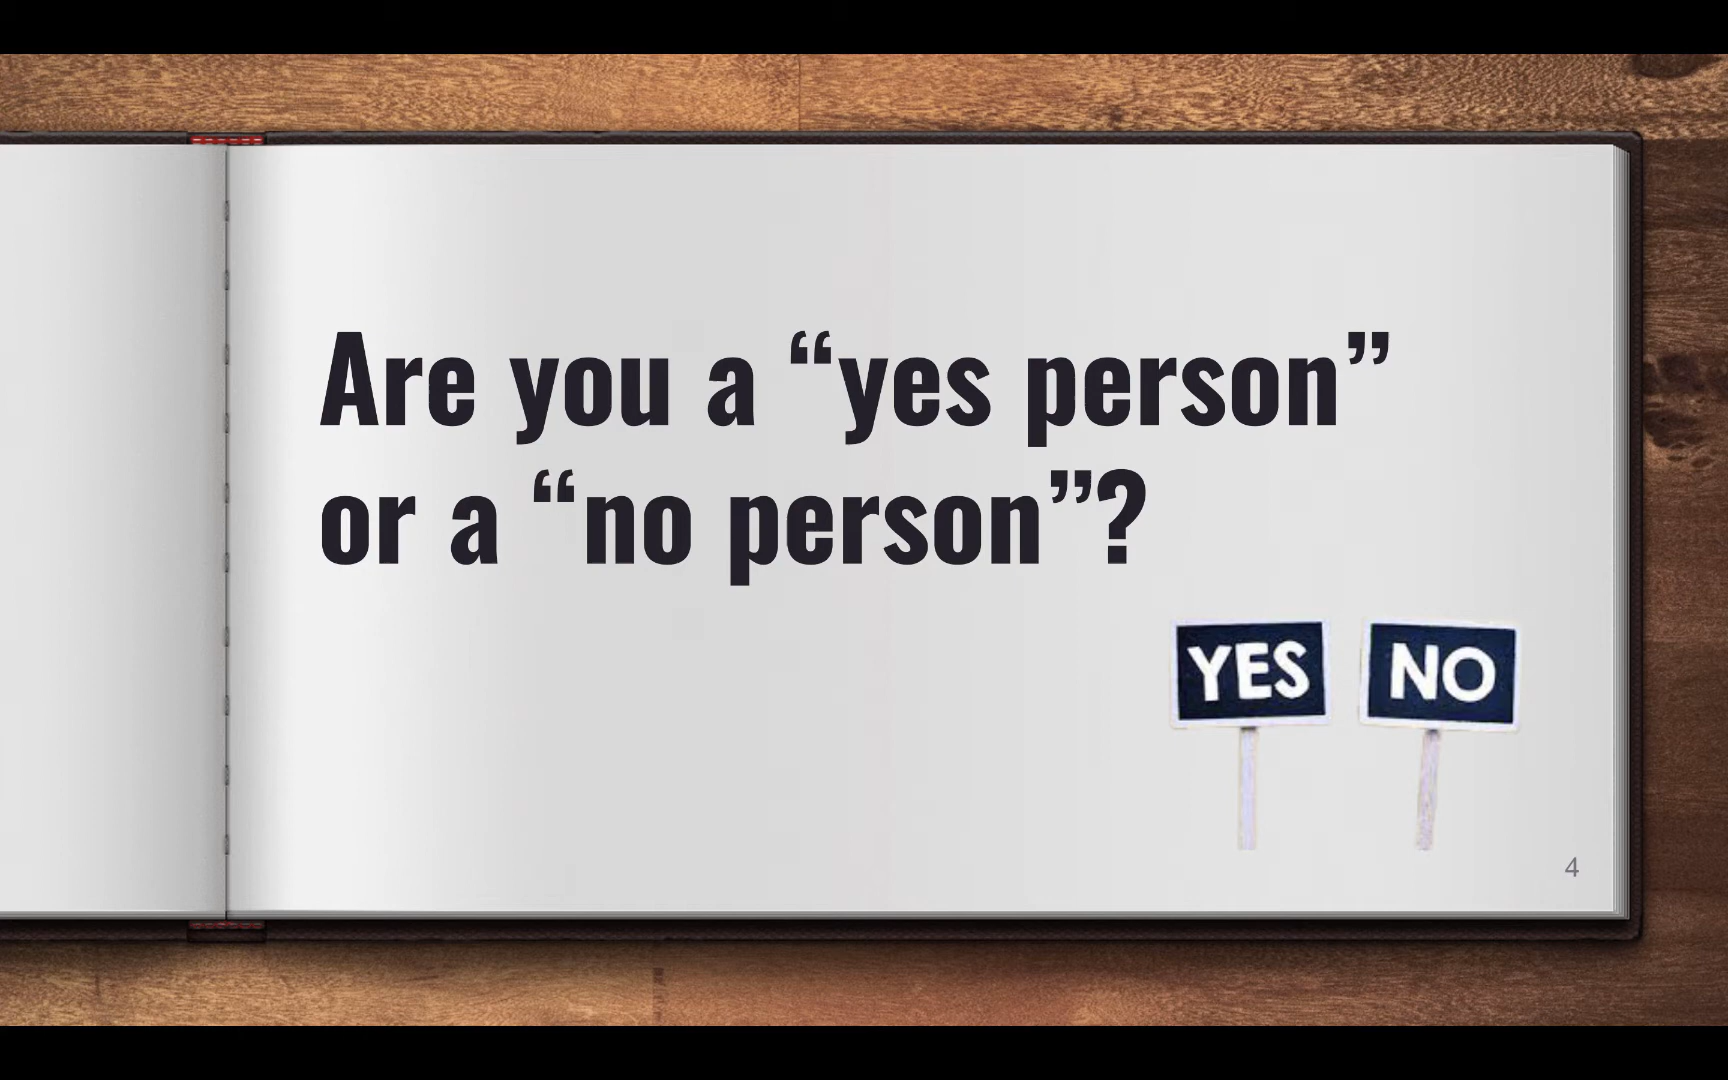 Are you a “yes person”
or a “no person”?
YES NO
4